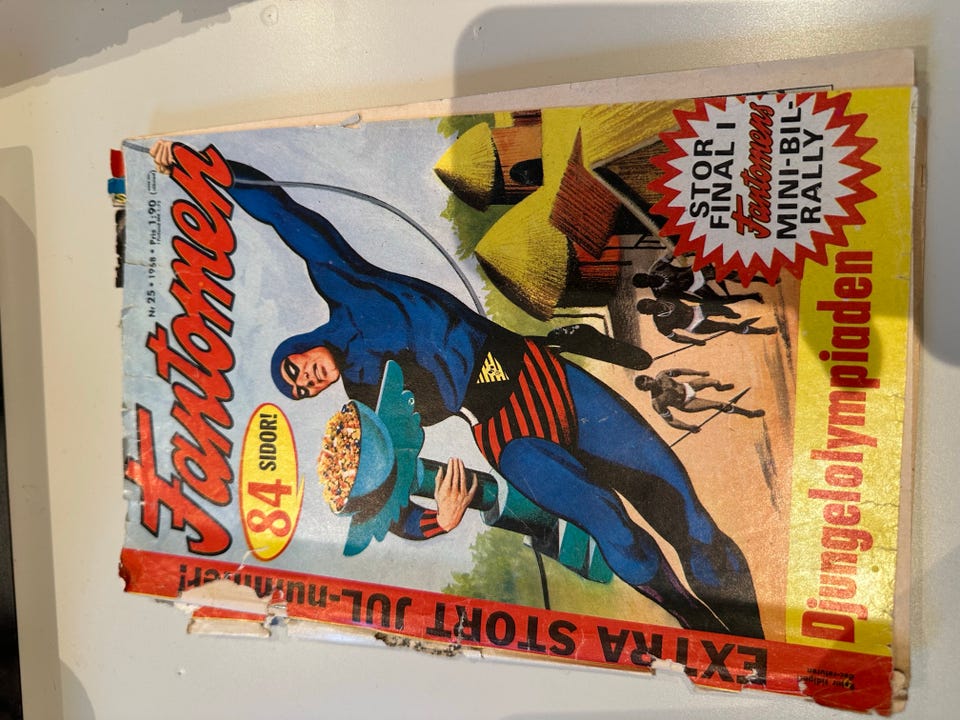 Fantomen
Nr 25 • 1968 • Pris 1:90
84 SIDOR!
EXTRA STORT JUL-nummer!
STOR
FINAL I
Fantomens
MINI-BIL-
RALLY
Djungelolympiaden